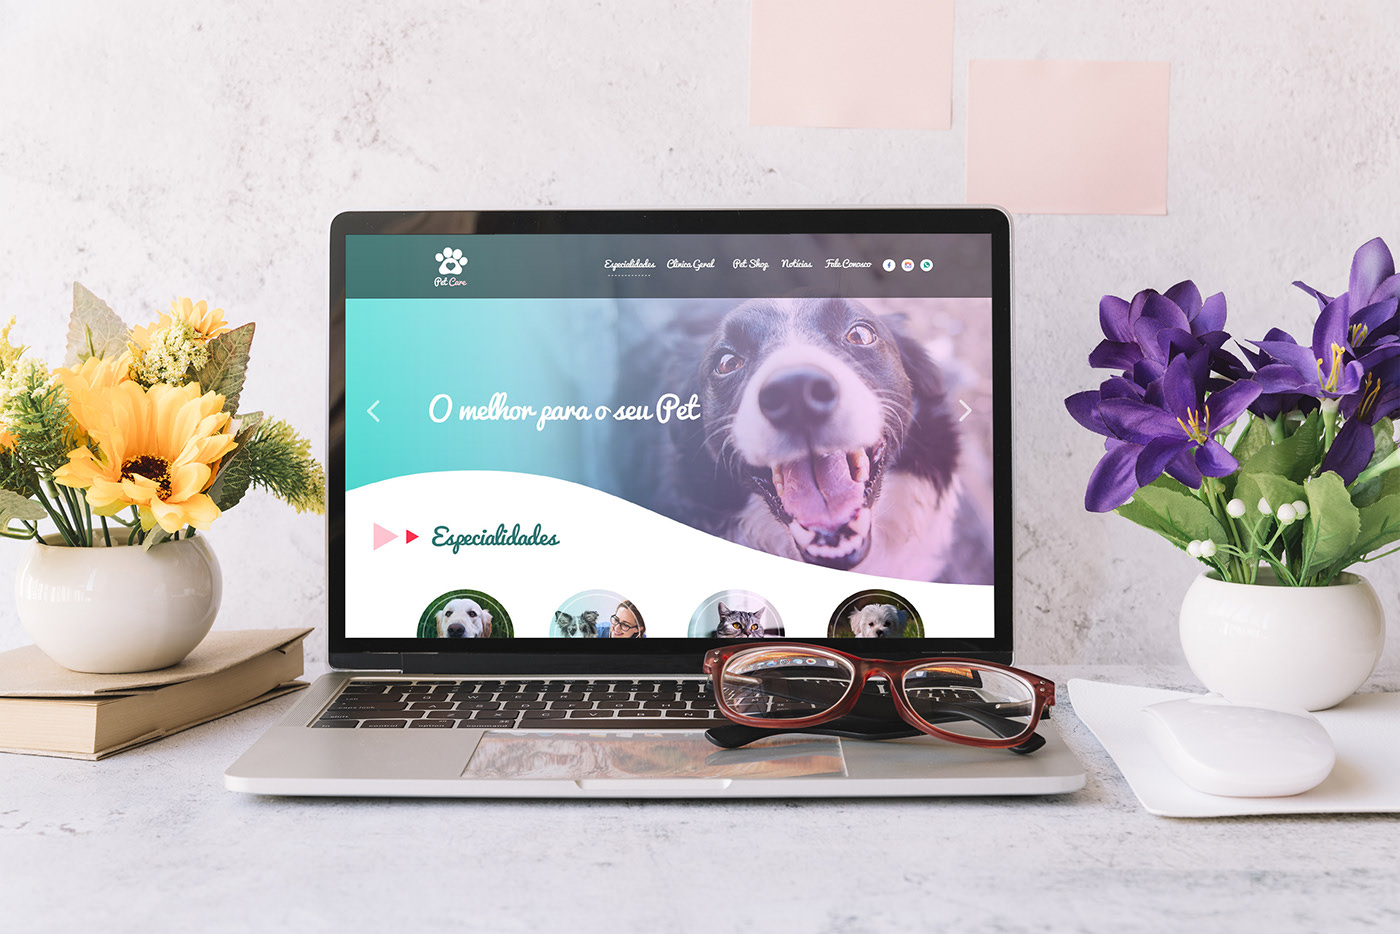 Pet Care
Especialidades Clínica Geral Pet Shop Notícias Fale Conosco
O melhor para o seu Pet
Especialidades